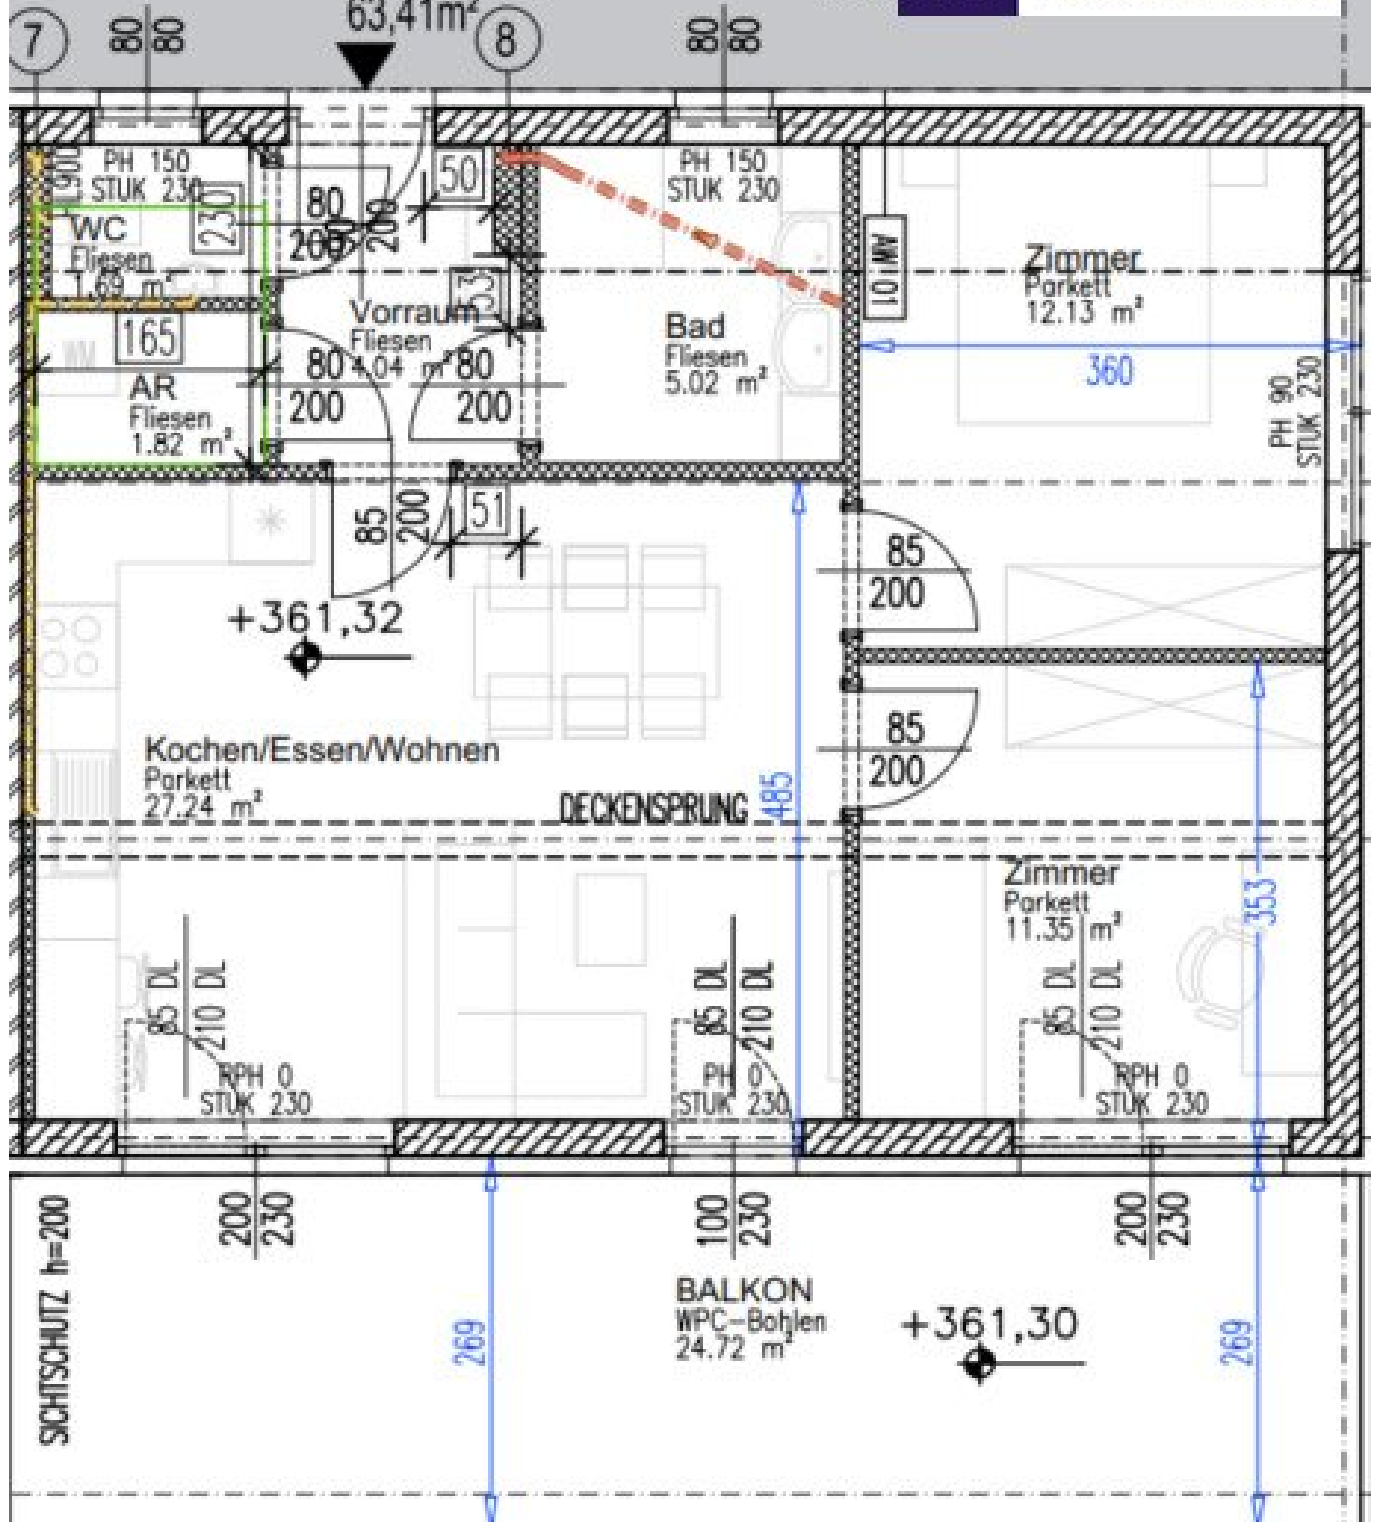 63,41m²
7
80
80
8
80
80
PH 150
STUK 230
190
230
WC
Fliesen
1.69 m²
80
200
200
50
53
Vorraum
Fliesen
4.04 m²
PH 150
STUK 230
Bad
Fliesen
5.02 m²
IW 01
Zimmer
Parkett
12.13 m²
360
PH 90
STUK 230
165
WM
AR
Fliesen
1.82 m²
80
200
80
200
85
200
51
85
200
+361,32
Kochen/Essen/Wohnen
Parkett
27.24 m²
DECKENSPRUNG
485
85
200
Zimmer
Parkett
11.35 m²
353
85 DL
210 DL
RPH 0
STUK 230
85 DL
210 DL
PH 0
STUK 230
85 DL
210 DL
RPH 0
STUK 230
SICHTSCHUTZ h=200
200
230
100
230
200
230
269
BALKON
WPC-Bohlen
24.72 m²
+361,30
269